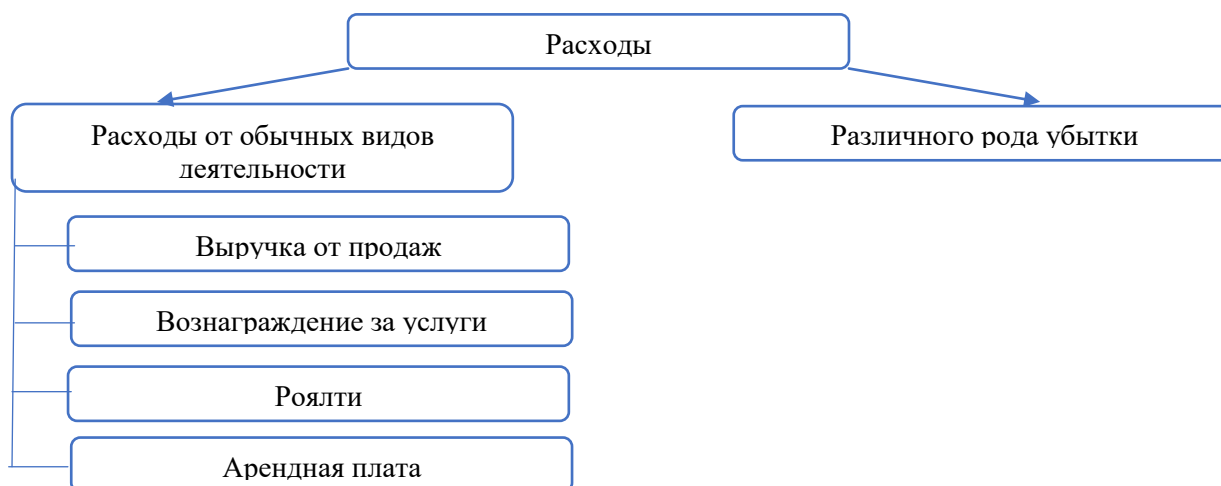 Расходы
Расходы от обычных видов
деятельности
Различного рода убытки
Выручка от продаж
Вознаграждение за услуги
Роялти
Арендная плата